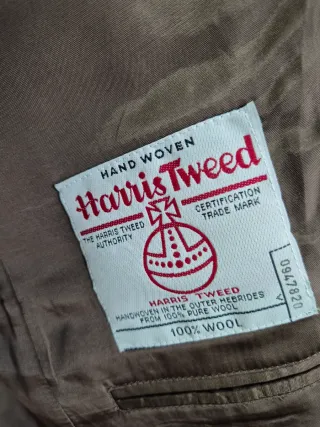 HAND WOVEN
Harris Tweed
THE HARRIS TWEED
AUTHORITY
CERTIFICATION
TRADE MARK
HARRIS TWEED
HANDWOVEN IN THE OUTER HEBRIDES
FROM 100% PURE WOOL
100% WOOL
0947820